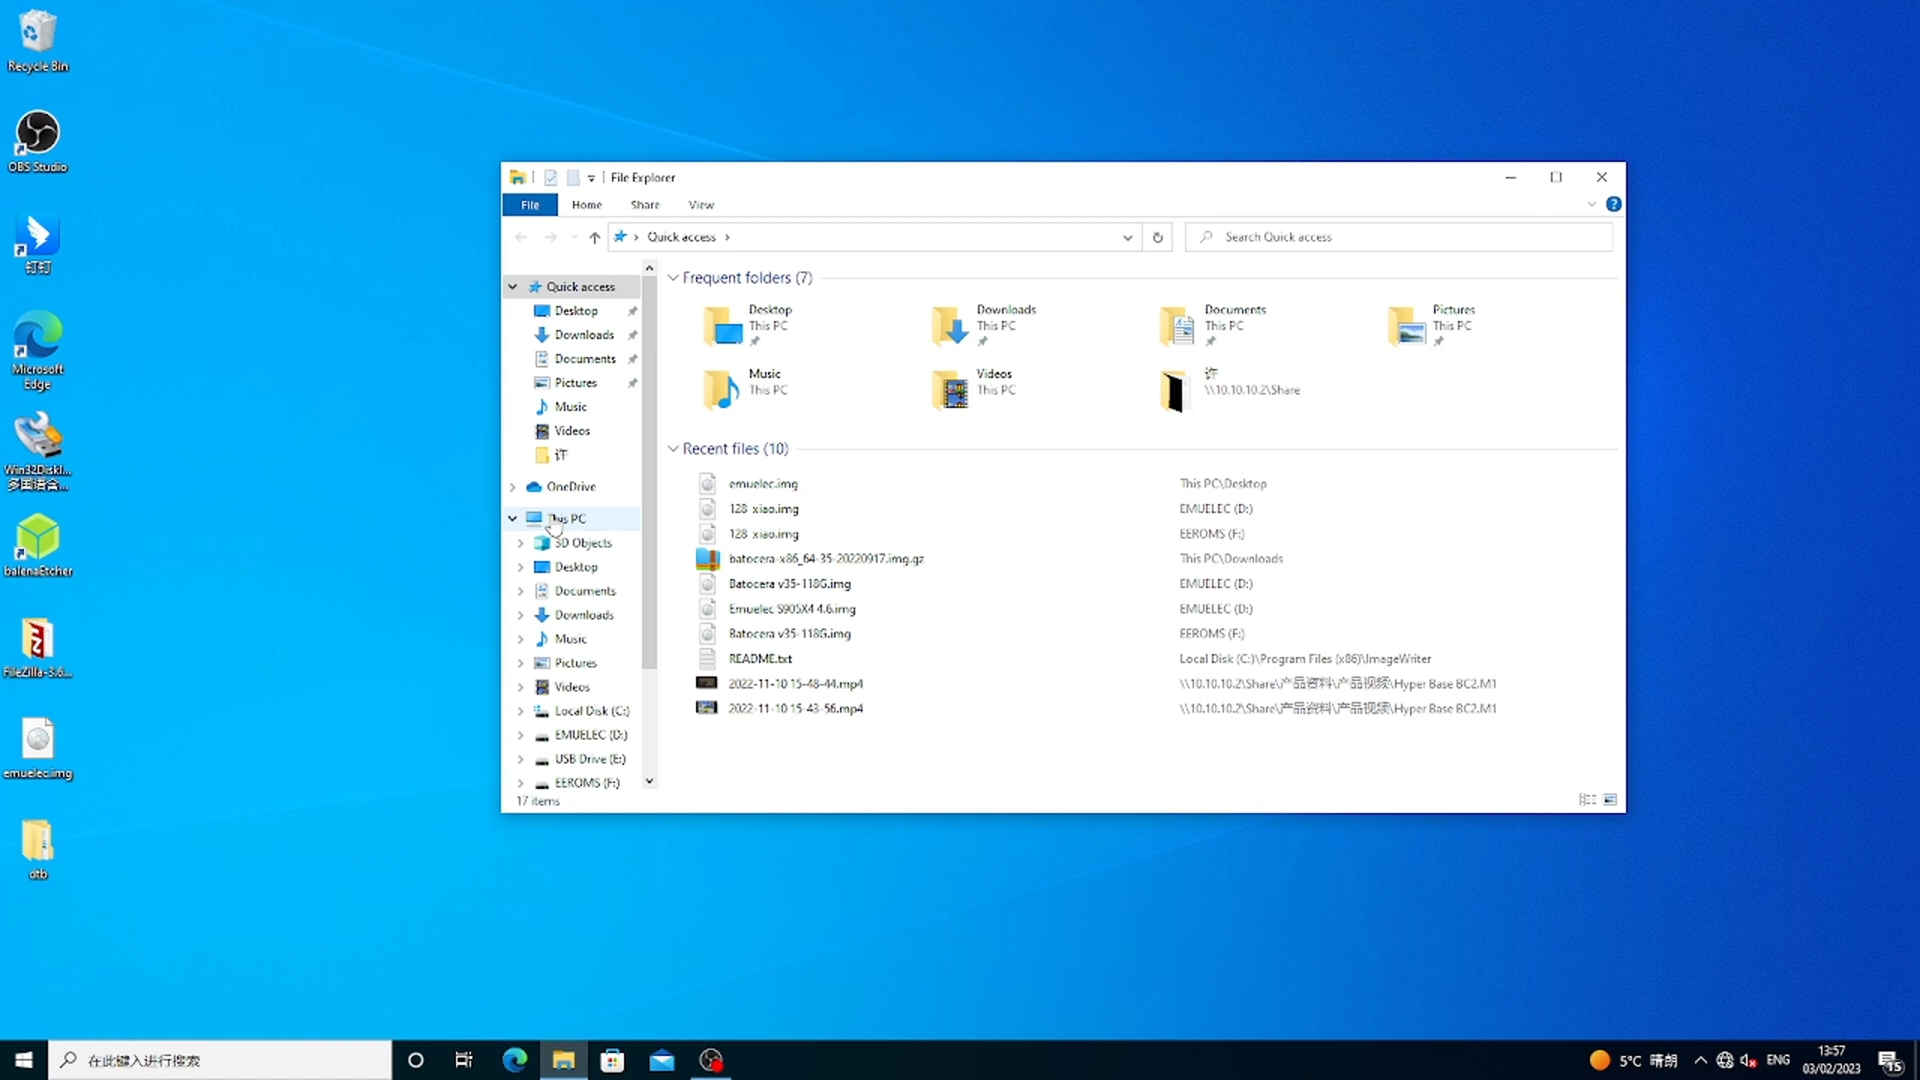 Recycle Bin
OBS Studio
钉钉
Microsoft
Edge
Win32DiskI...
多国语言...
balenaEtcher
FileZilla-3.6...
emuelec.img
dtb
File Explorer
File
Home
Share
View
Quick access
Search Quick access
Quick access
Desktop
Downloads
Documents
Pictures
Music
Videos
许
OneDrive
This PC
3D Objects
Desktop
Documents
Downloads
Music
Pictures
Videos
Local Disk (C:)
EMUELEC (D:)
USB Drive (E:)
EEROMS (F:)
17 items
Frequent folders (7)
Desktop
This PC
Downloads
This PC
Documents
This PC
Pictures
This PC
Music
This PC
Videos
This PC
许
\\10.10.10.2\Share
Recent files (10)
emuelec.img This PC\Desktop
128 xiao.img EMUELEC (D:)
128 xiao.img EEROMS (F:)
batocera-x86_64-35-20220917.img.gz This PC\Downloads
Batocera v35-118G.img EMUELEC (D:)
Emuelec S905X4 4.6.img EMUELEC (D:)
Batocera v35-118G.img EEROMS (F:)
README.txt Local Disk (C:)\Program Files (x86)\ImageWriter
2022-11-10 15-48-44.mp4 \\10.10.10.2\Share\产品资料\产品视频\Hyper Base BC2.M1
2022-11-10 15-43-56.mp4 \\10.10.10.2\Share\产品资料\产品视频\Hyper Base BC2.M1
在此键入进行搜索
5°C 晴朗
ENG
13:57
03/02/2023
15